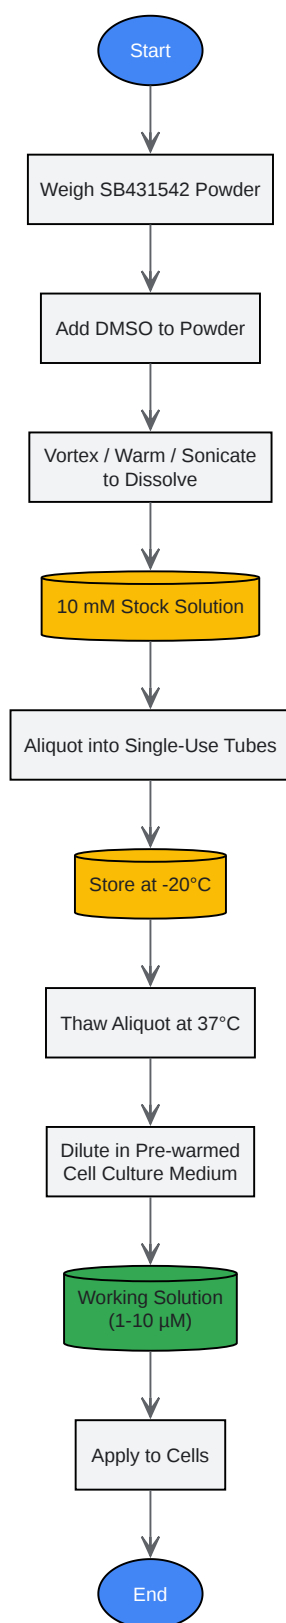 Start
Weigh SB431542 Powder
Add DMSO to Powder
Vortex / Warm / Sonicate
to Dissolve
10 mM Stock Solution
Aliquot into Single-Use Tubes
Store at -20°C
Thaw Aliquot at 37°C
Dilute in Pre-warmed
Cell Culture Medium
Working Solution
(1-10 µM)
Apply to Cells
End